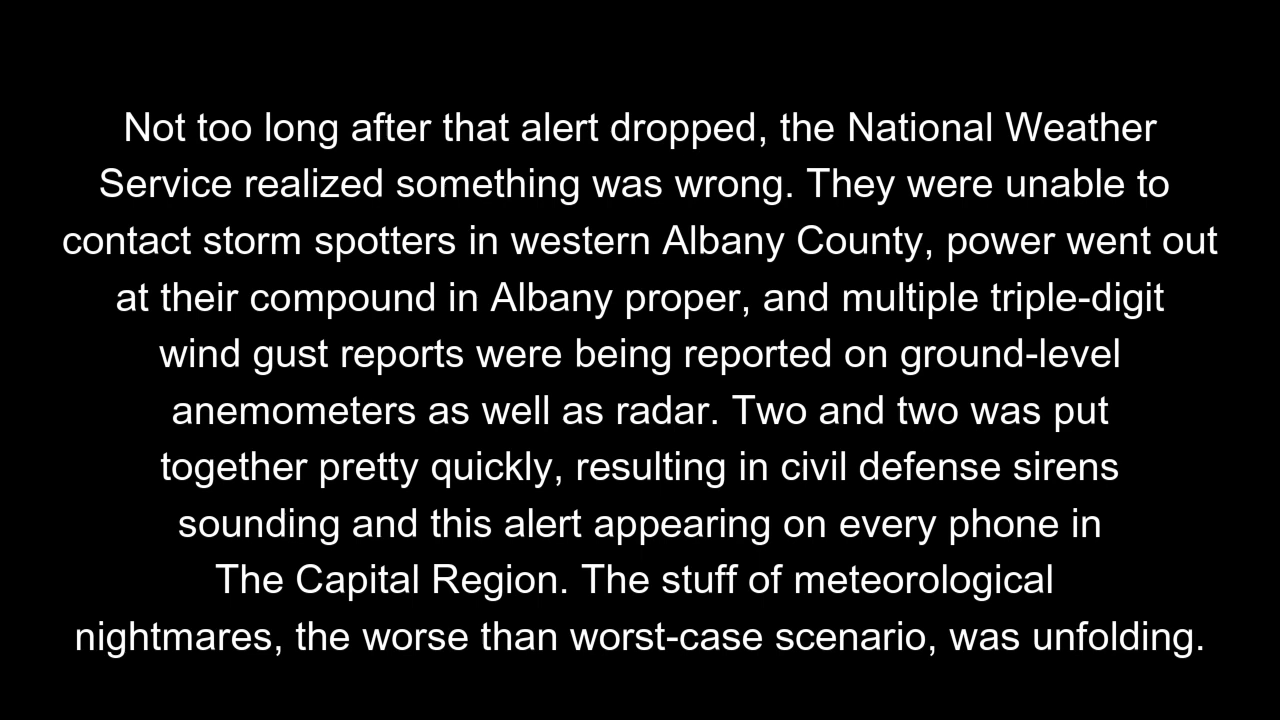 Not too long after that alert dropped, the National Weather
Service realized something was wrong. They were unable to
contact storm spotters in western Albany County, power went out
at their compound in Albany proper, and multiple triple-digit
wind gust reports were being reported on ground-level
anemometers as well as radar. Two and two was put
together pretty quickly, resulting in civil defense sirens
sounding and this alert appearing on every phone in
The Capital Region. The stuff of meteorological
nightmares, the worse than worst-case scenario, was unfolding.